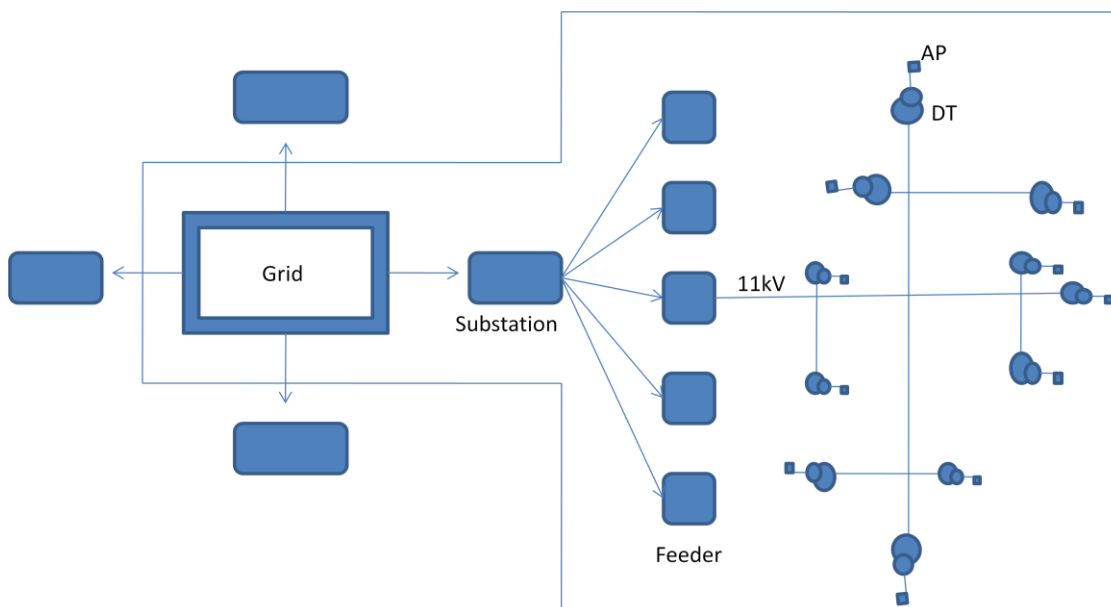 AP
DT
Grid
11kV
Substation
Feeder